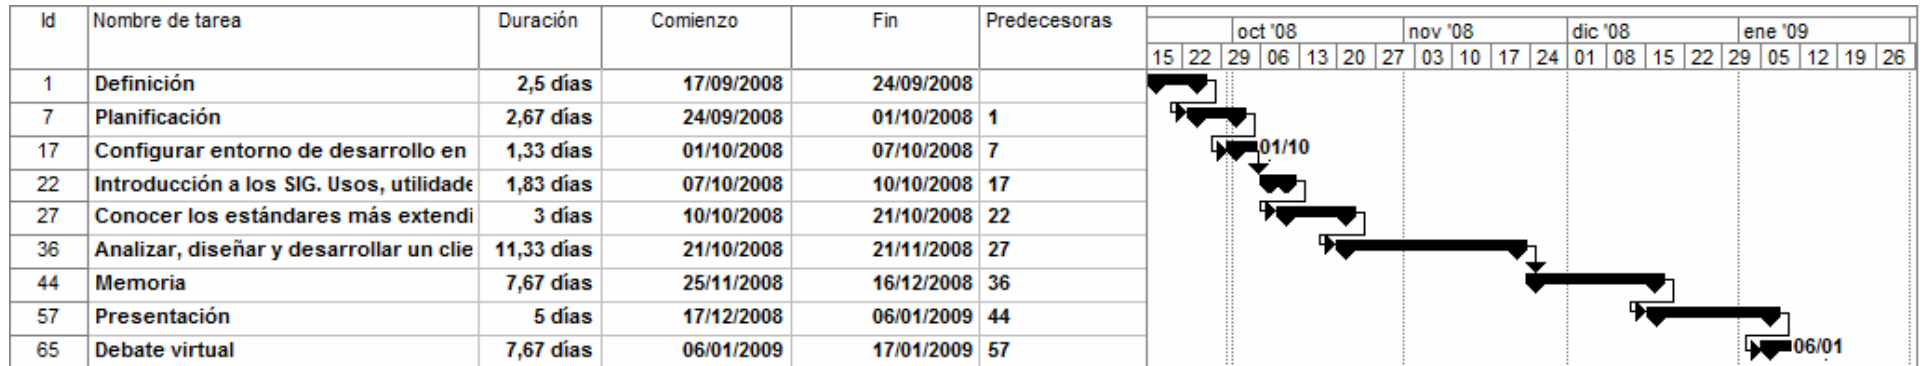 Id Nombre de tarea Duración Comienzo Fin Predecesoras
oct '08 nov '08 dic '08 ene '09
15 22 29 06 13 20 27 03 10 17 24 01 08 15 22 29 05 12 19 26
1 Definición 2,5 días 17/09/2008 24/09/2008
7 Planificación 2,67 días 24/09/2008 01/10/2008 1
17 Configurar entorno de desarrollo en 1,33 días 01/10/2008 07/10/2008 7 01/10
22 Introducción a los SIG. Usos, utilidade 1,83 días 07/10/2008 10/10/2008 17
27 Conocer los estándares más extendi 3 días 10/10/2008 21/10/2008 22
36 Analizar, diseñar y desarrollar un clie 11,33 días 21/10/2008 21/11/2008 27
44 Memoria 7,67 días 25/11/2008 16/12/2008 36
57 Presentación 5 días 17/12/2008 06/01/2009 44
65 Debate virtual 7,67 días 06/01/2009 17/01/2009 57 06/01